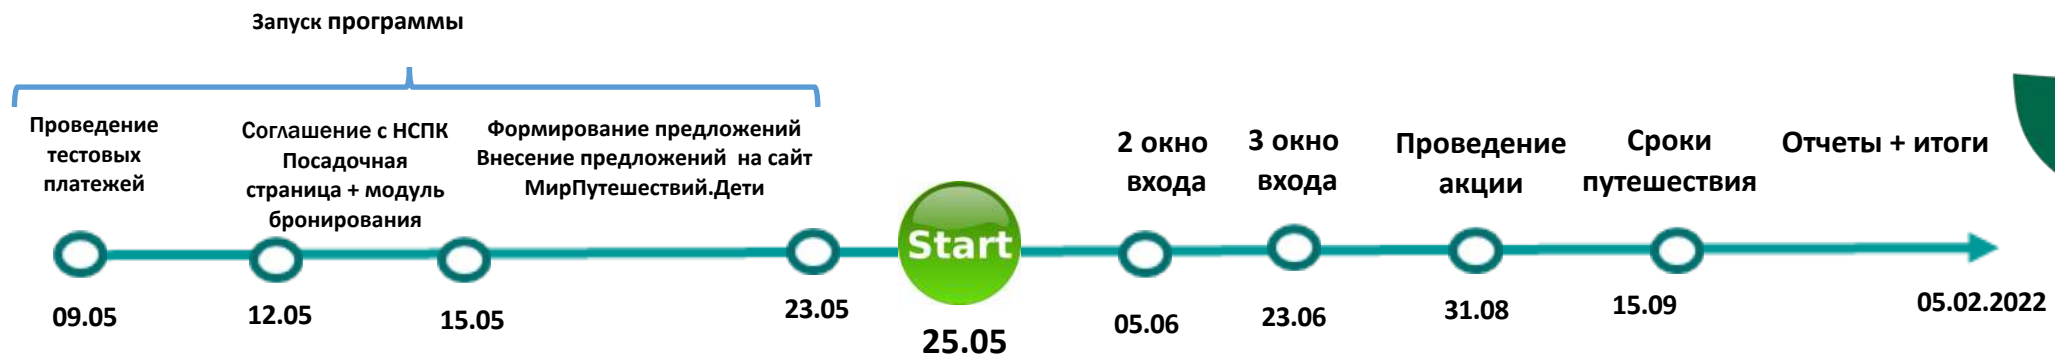 Запуск программы
Проведение
тестовых
платежей
Соглашение с НСПК
Посадочная
страница + модуль
бронирования
Формирование предложений
Внесение предложений на сайт
МирПутешествий.Дети
2 окно
входа
3 окно
входа
Проведение
акции
Сроки
путешествия
Отчеты + итоги
Start
09.05
12.05
15.05
23.05
25.05
05.06
23.06
31.08
15.09
05.02.2022